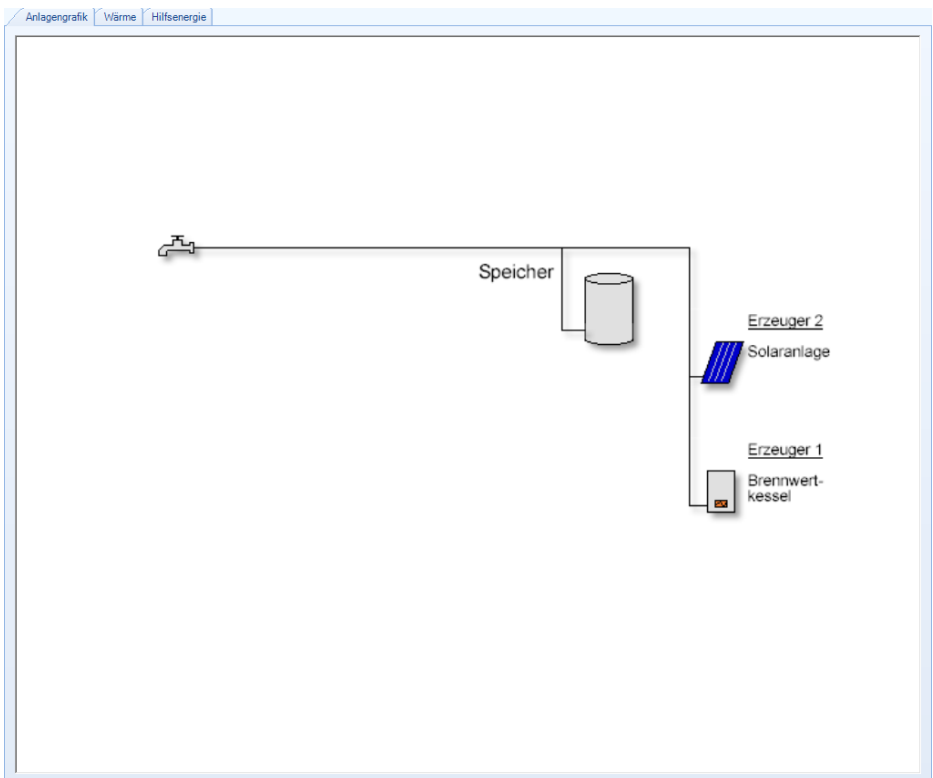 Anlagengrafik
Wärme
Hilfsenergie
Speicher
Erzeuger 2
Solaranlage
Erzeuger 1
Brennwert-
kessel